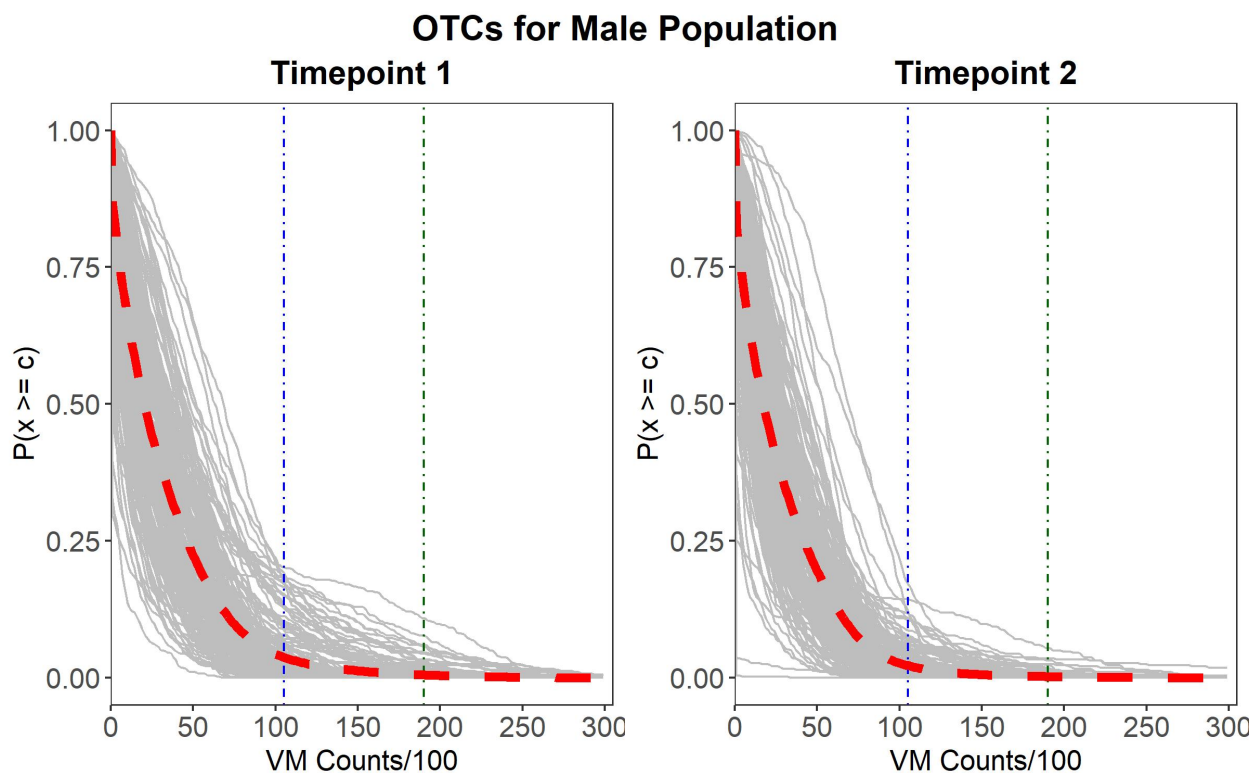 OTCs for Male Population
Timepoint 1
Timepoint 2
P(x >= c)
1.00
0.75
0.50
0.25
0.00
0 50 100 150 200 250 300
VM Counts/100
P(x >= c)
1.00
0.75
0.50
0.25
0.00
0 50 100 150 200 250 300
VM Counts/100